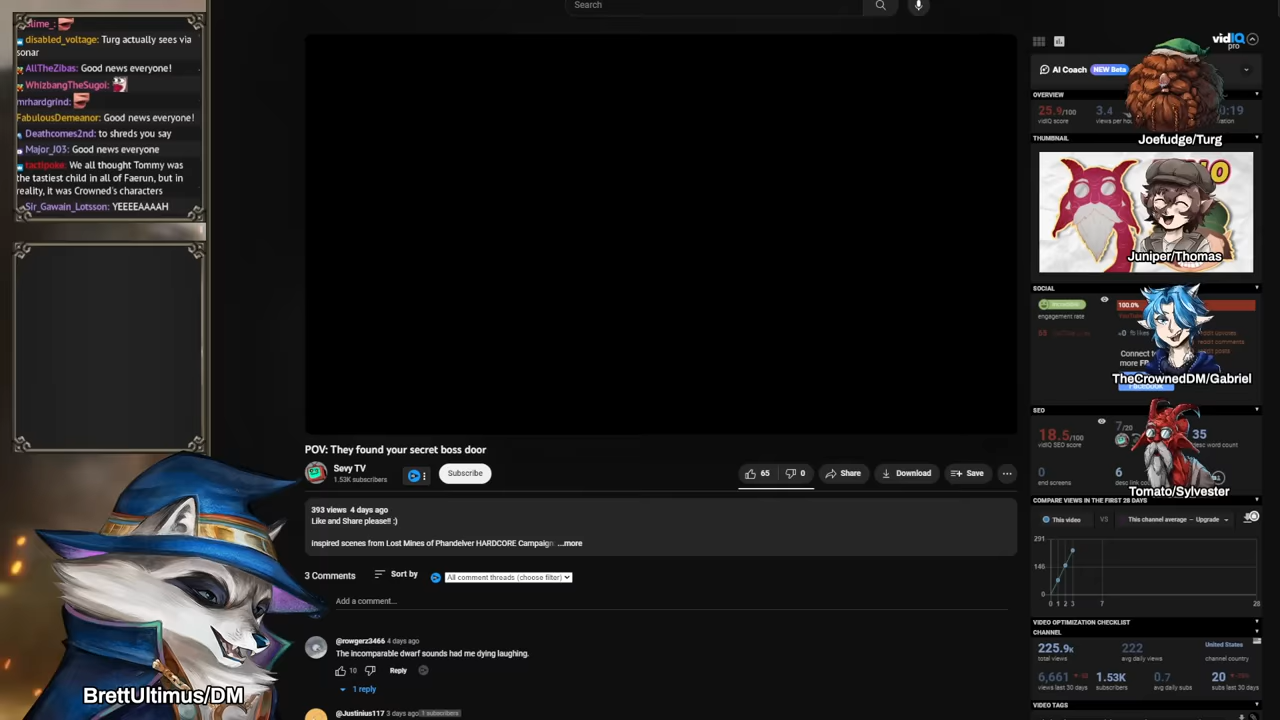 slime_:
disabled_voltage: Turg actually sees via
sonar
AllTheZibas: Good news everyone!
WhizbangTheSugoi:
mrhardgrind:
FabulousDemeanor: Good news everyone!
Deathcomes2nd: to shreds you say
Major_J03: Good news everyone
tactipoke: We all thought Tommy was
the tastiest child in all of Faerun, but in
reality, it was Crowned's characters
Sir_Gawain_Lotsson: YEEEEAAAAH
BrettUltimus/DM
Search
POV: They found your secret boss door
Sevy TV
1.53K subscribers
Subscribe
65
0
Share
Download
Save
393 views 4 days ago
Like and Share please!! :)
inspired scenes from Lost Mines of Phandelver HARDCORE Campaign ...more
3 Comments
Sort by
All comment threads (choose filter)
Add a comment...
@rowgerz3466 4 days ago
The incomparable dwarf sounds had me dying laughing.
10
Reply
1 reply
@Justinius117 3 days ago 1 subscribers
vidIQ
pro
AI Coach NEW Beta
OVERVIEW
25.9/100
vidIQ score
3.4
views per
:19
Joefudge/Turg
THUMBNAIL
Juniper/Thomas
SOCIAL
engagement rate
100.0%
Connect
more
TheCrownedDM/Gabriel
SEO
18.5/100
vidIQ SEO score
7/20
35
desc word count
0
end screens
6
desc link
Tomato/Sylvester
COMPARE VIEWS IN THE FIRST 28 DAYS
This video VS This channel average – Upgrade
291
146
0
0 1 2 3 7 28
VIDEO OPTIMIZATION CHECKLIST
CHANNEL
225.9K
total views
222
avg daily views
United States
channel country
6,661
views last 30 days
1.53K
subscribers
0.7
avg daily subs
20
subs last 30 days
VIDEO TAGS